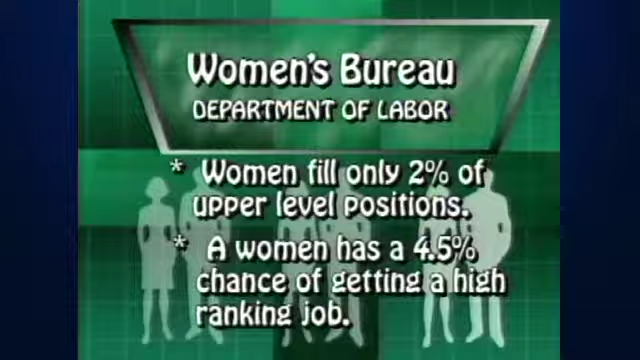 Women's Bureau
DEPARTMENT OF LABOR
* Women fill only 2% of
upper level positions.
* A women has a 4.5%
chance of getting a high
ranking job.